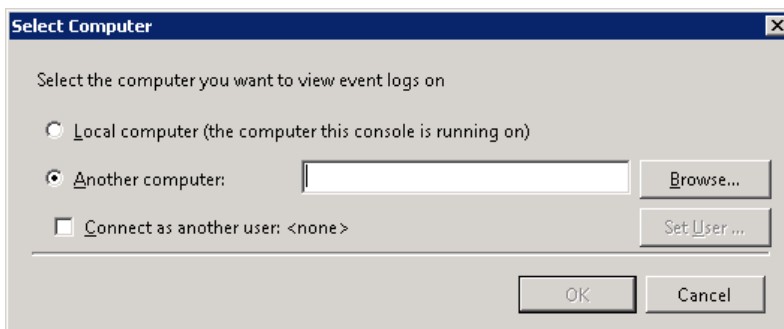 Select Computer
Select the computer you want to view event logs on
Local computer (the computer this console is running on)
Another computer:
Browse...
Connect as another user: <none>
Set User ...
OK
Cancel